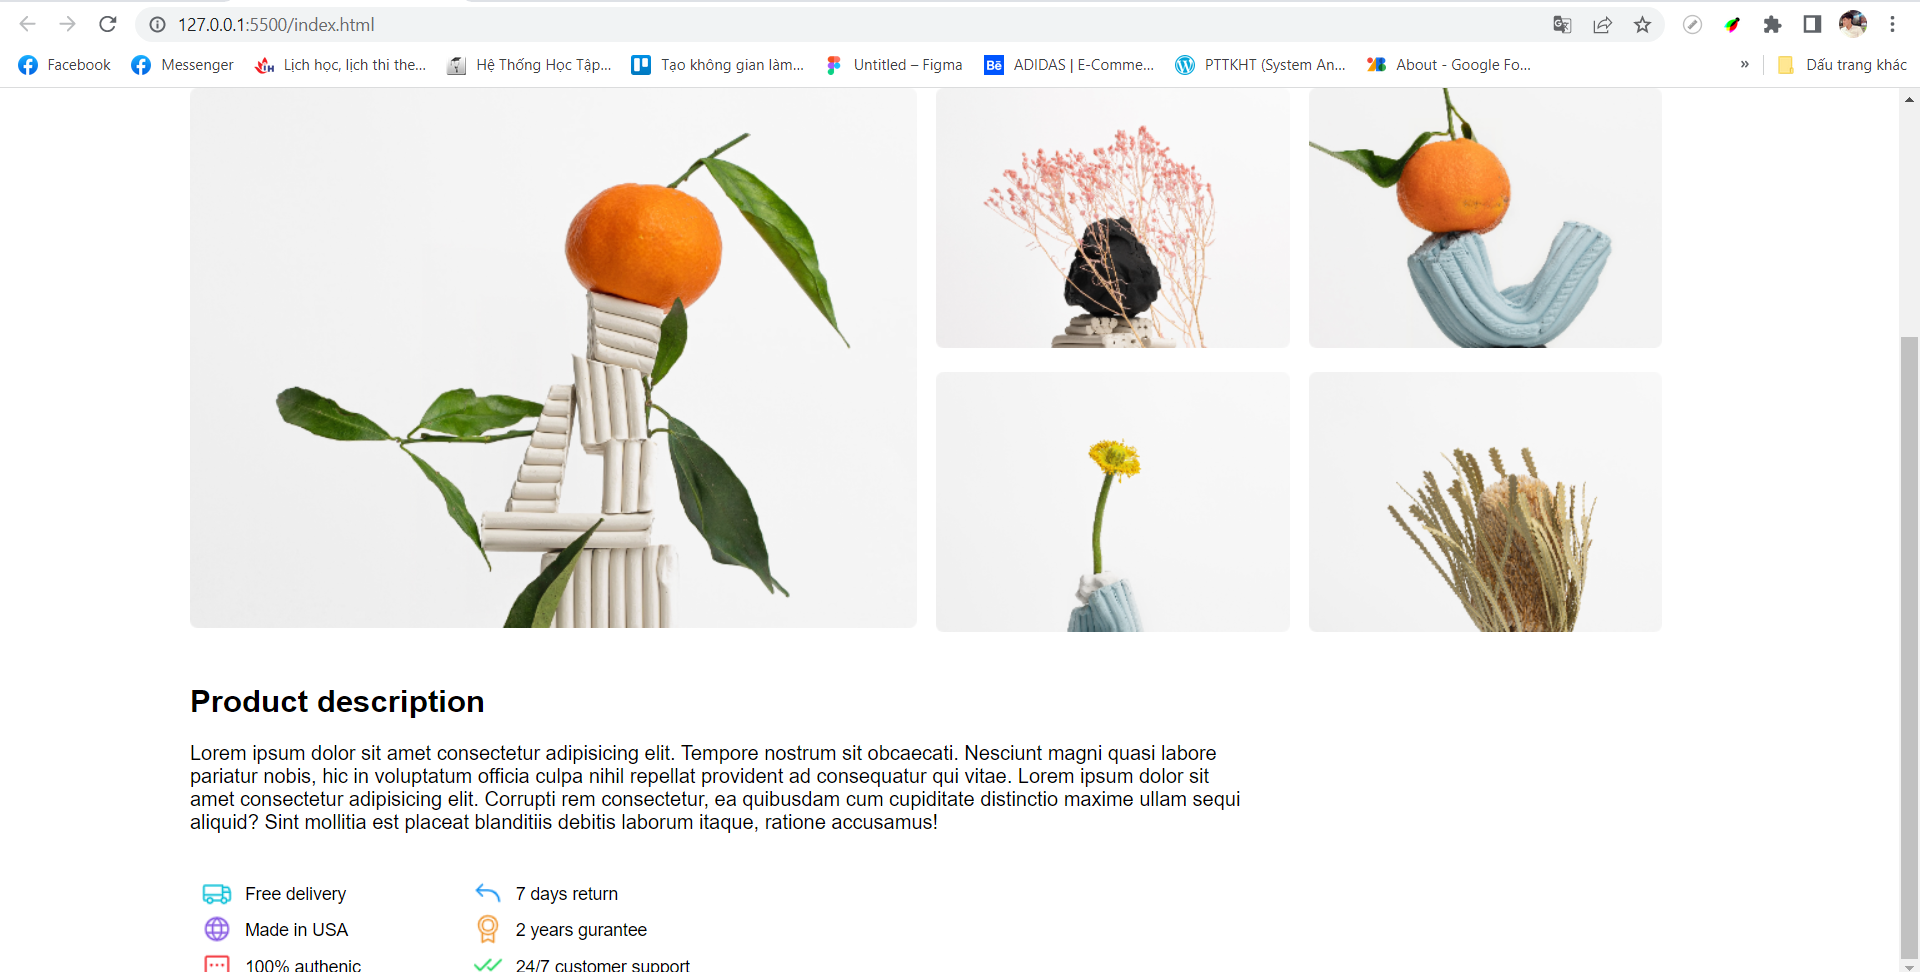 127.0.0.1:5500/index.html
Facebook
Messenger
Lịch học, lịch thi the...
Hệ Thống Học Tập...
Tạo không gian làm...
Untitled – Figma
Bē ADIDAS | E-Comme...
PTTKHT (System An...
About - Google Fo...
»
Dấu trang khác
Product description
Lorem ipsum dolor sit amet consectetur adipisicing elit. Tempore nostrum sit obcaecati. Nesciunt magni quasi labore
pariatur nobis, hic in voluptatum officia culpa nihil repellat provident ad consequatur qui vitae. Lorem ipsum dolor sit
amet consectetur adipisicing elit. Corrupti rem consectetur, ea quibusdam cum cupiditate distinctio maxime ullam sequi
aliquid? Sint mollitia est placeat blanditiis debitis laborum itaque, ratione accusamus!
Free delivery
7 days return
Made in USA
2 years gurantee
100% authenic
24/7 customer support